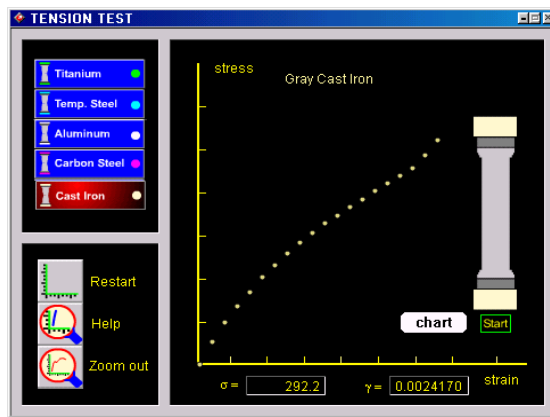 TENSION TEST
Titanium
Temp. Steel
Aluminum
Carbon Steel
Cast Iron
Restart
Help
Zoom out
stress
Gray Cast Iron
chart
Start
σ = 292.2
γ = 0.0024170
strain